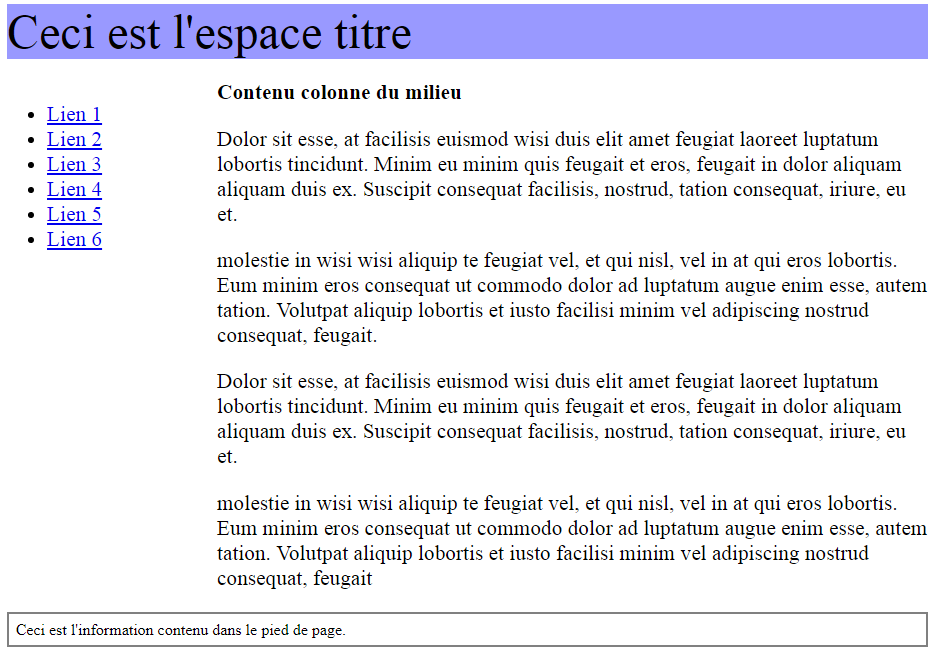 Ceci est l'espace titre
Lien 1
Lien 2
Lien 3
Lien 4
Lien 5
Lien 6
Contenu colonne du milieu
Dolor sit esse, at facilisis euismod wisi duis elit amet feugiat laoreet luptatum
lobortis tincidunt. Minim eu minim quis feugait et eros, feugait in dolor aliquam
aliquam duis ex. Suscipit consequat facilisis, nostrud, tation consequat, iriure, eu
et.
molestie in wisi wisi aliquip te feugiat vel, et qui nisl, vel in at qui eros lobortis.
Eum minim eros consequat ut commodo dolor ad luptatum augue enim esse, autem
tation. Volutpat aliquip lobortis et iusto facilisi minim vel adipiscing nostrud
consequat, feugait.
Dolor sit esse, at facilisis euismod wisi duis elit amet feugiat laoreet luptatum
lobortis tincidunt. Minim eu minim quis feugait et eros, feugait in dolor aliquam
aliquam duis ex. Suscipit consequat facilisis, nostrud, tation consequat, iriure, eu
et.
molestie in wisi wisi aliquip te feugiat vel, et qui nisl, vel in at qui eros lobortis.
Eum minim eros consequat ut commodo dolor ad luptatum augue enim esse, autem
tation. Volutpat aliquip lobortis et iusto facilisi minim vel adipiscing nostrud
consequat, feugait
Ceci est l'information contenu dans le pied de page.